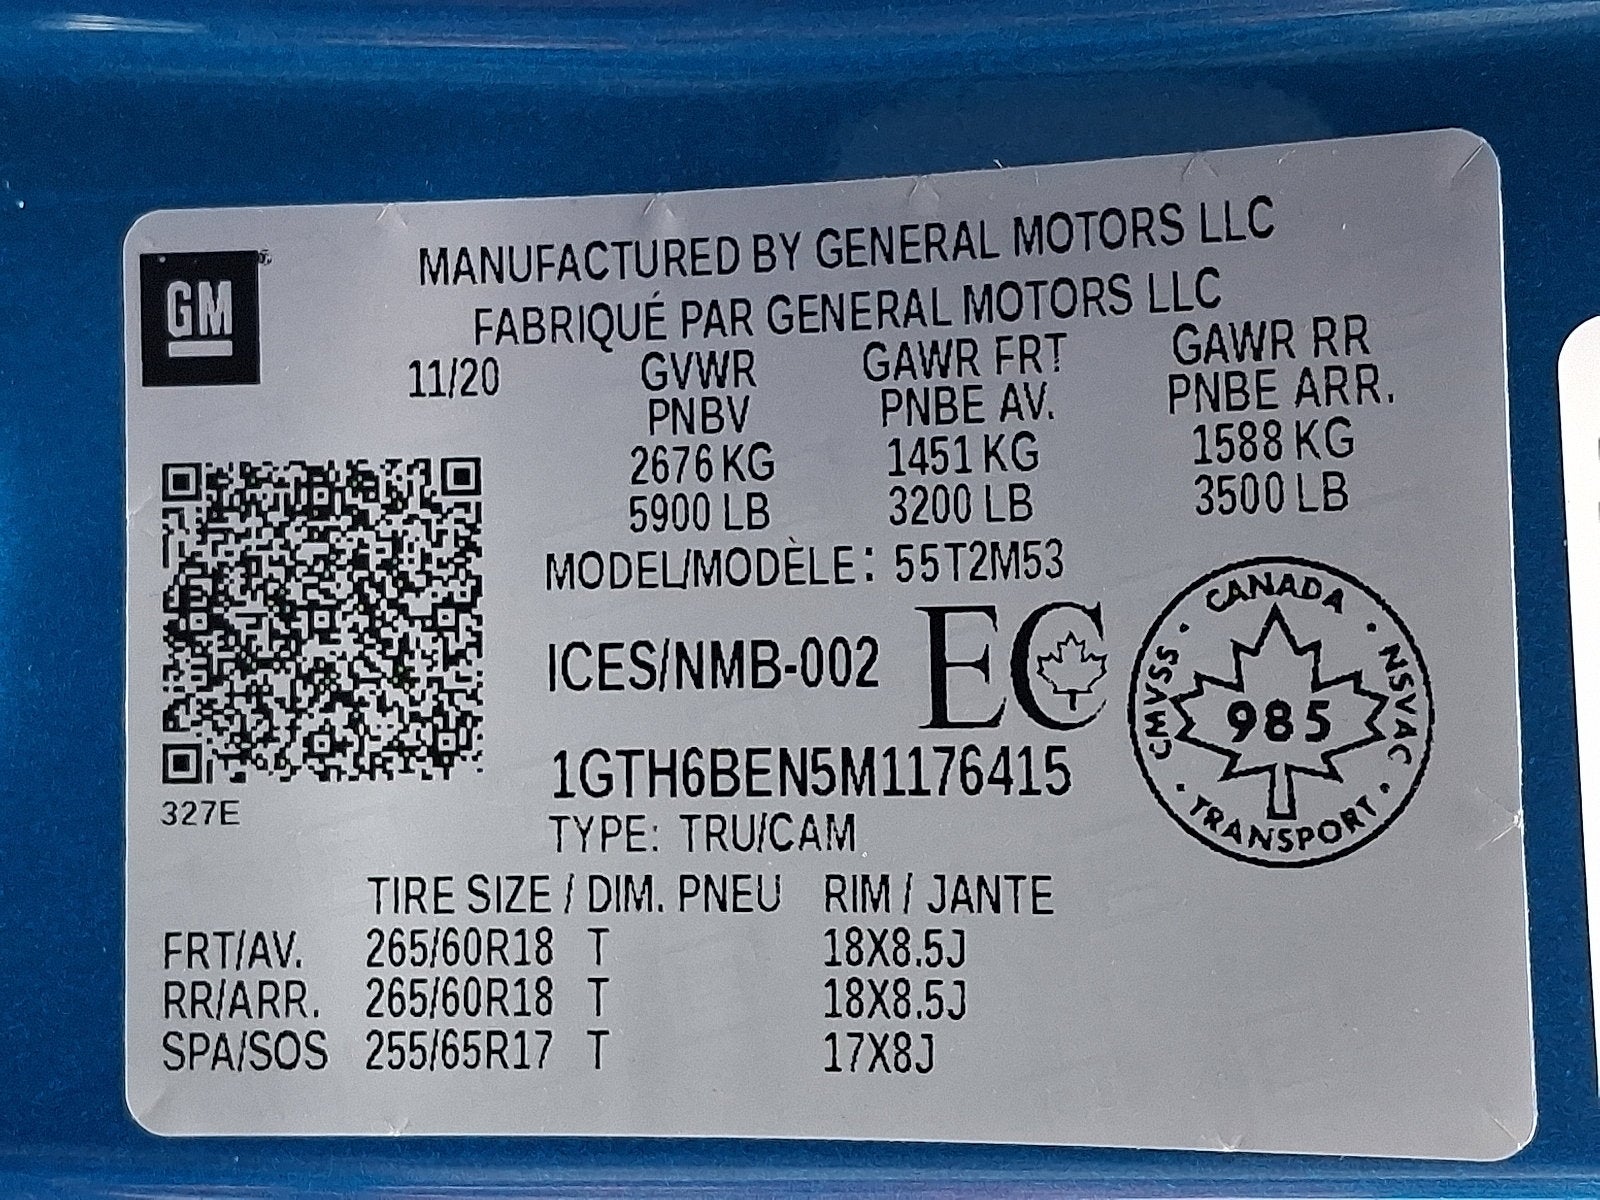 GM
MANUFACTURED BY GENERAL MOTORS LLC
FABRIQUÉ PAR GENERAL MOTORS LLC
11/20 GVWR GAWR FRT GAWR RR
PNBV PNBE AV. PNBE ARR.
2676 KG 1451 KG 1588 KG
5900 LB 3200 LB 3500 LB
MODEL/MODÈLE: 55T2M53
ICES/NMB-002 EC
CANADA · NSVAC · TRANSPORT · CMVSS ·
985
1GTH6BEN5M1176415
327E
TYPE: TRU/CAM
TIRE SIZE / DIM. PNEU RIM / JANTE
FRT/AV. 265/60R18 T 18X8.5J
RR/ARR. 265/60R18 T 18X8.5J
SPA/SOS 255/65R17 T 17X8J